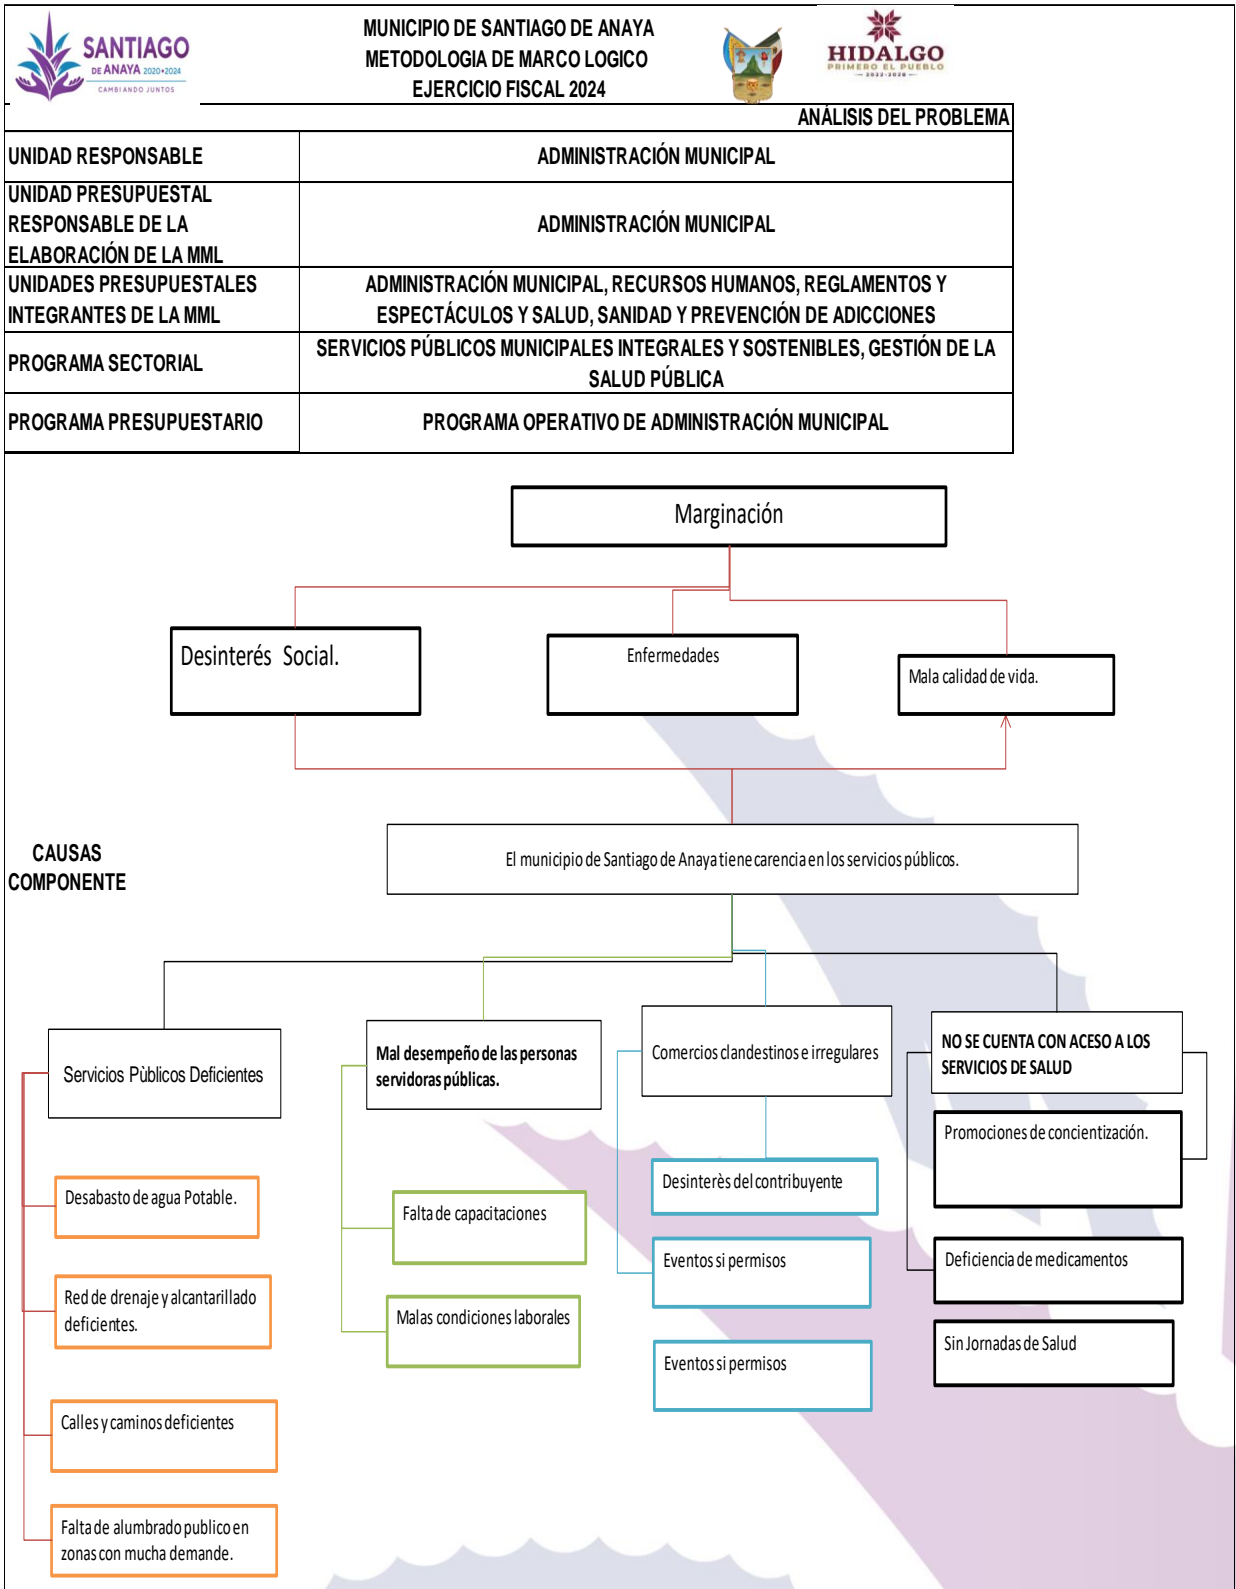 SANTIAGO
DE ANAYA 2020•2024
CAMBIANDO JUNTOS
MUNICIPIO DE SANTIAGO DE ANAYA
METODOLOGIA DE MARCO LOGICO
EJERCICIO FISCAL 2024
HIDALGO
PRIMERO EL PUEBLO
2022-2028
ANÁLISIS DEL PROBLEMA
UNIDAD RESPONSABLE
ADMINISTRACIÓN MUNICIPAL
UNIDAD PRESUPUESTAL
RESPONSABLE DE LA
ELABORACIÓN DE LA MML
ADMINISTRACIÓN MUNICIPAL
UNIDADES PRESUPUESTALES
INTEGRANTES DE LA MML
ADMINISTRACIÓN MUNICIPAL, RECURSOS HUMANOS, REGLAMENTOS Y
ESPECTÁCULOS Y SALUD, SANIDAD Y PREVENCIÓN DE ADICCIONES
PROGRAMA SECTORIAL
SERVICIOS PÚBLICOS MUNICIPALES INTEGRALES Y SOSTENIBLES, GESTIÓN DE LA
SALUD PÚBLICA
PROGRAMA PRESUPUESTARIO
PROGRAMA OPERATIVO DE ADMINISTRACIÓN MUNICIPAL
Marginación
Desinterés Social.
Enfermedades
Mala calidad de vida.
CAUSAS
COMPONENTE
El municipio de Santiago de Anaya tiene carencia en los servicios públicos.
Servicios Pùblicos Deficientes
Desabasto de agua Potable.
Red de drenaje y alcantarillado
deficientes.
Calles y caminos deficientes
Falta de alumbrado publico en
zonas con mucha demande.
Mal desempeño de las personas
servidoras públicas.
Falta de capacitaciones
Malas condiciones laborales
Comercios clandestinos e irregulares
Desinterès del contribuyente
Eventos si permisos
Eventos si permisos
NO SE CUENTA CON ACESO A LOS
SERVICIOS DE SALUD
Promociones de concientización.
Deficiencia de medicamentos
Sin Jornadas de Salud